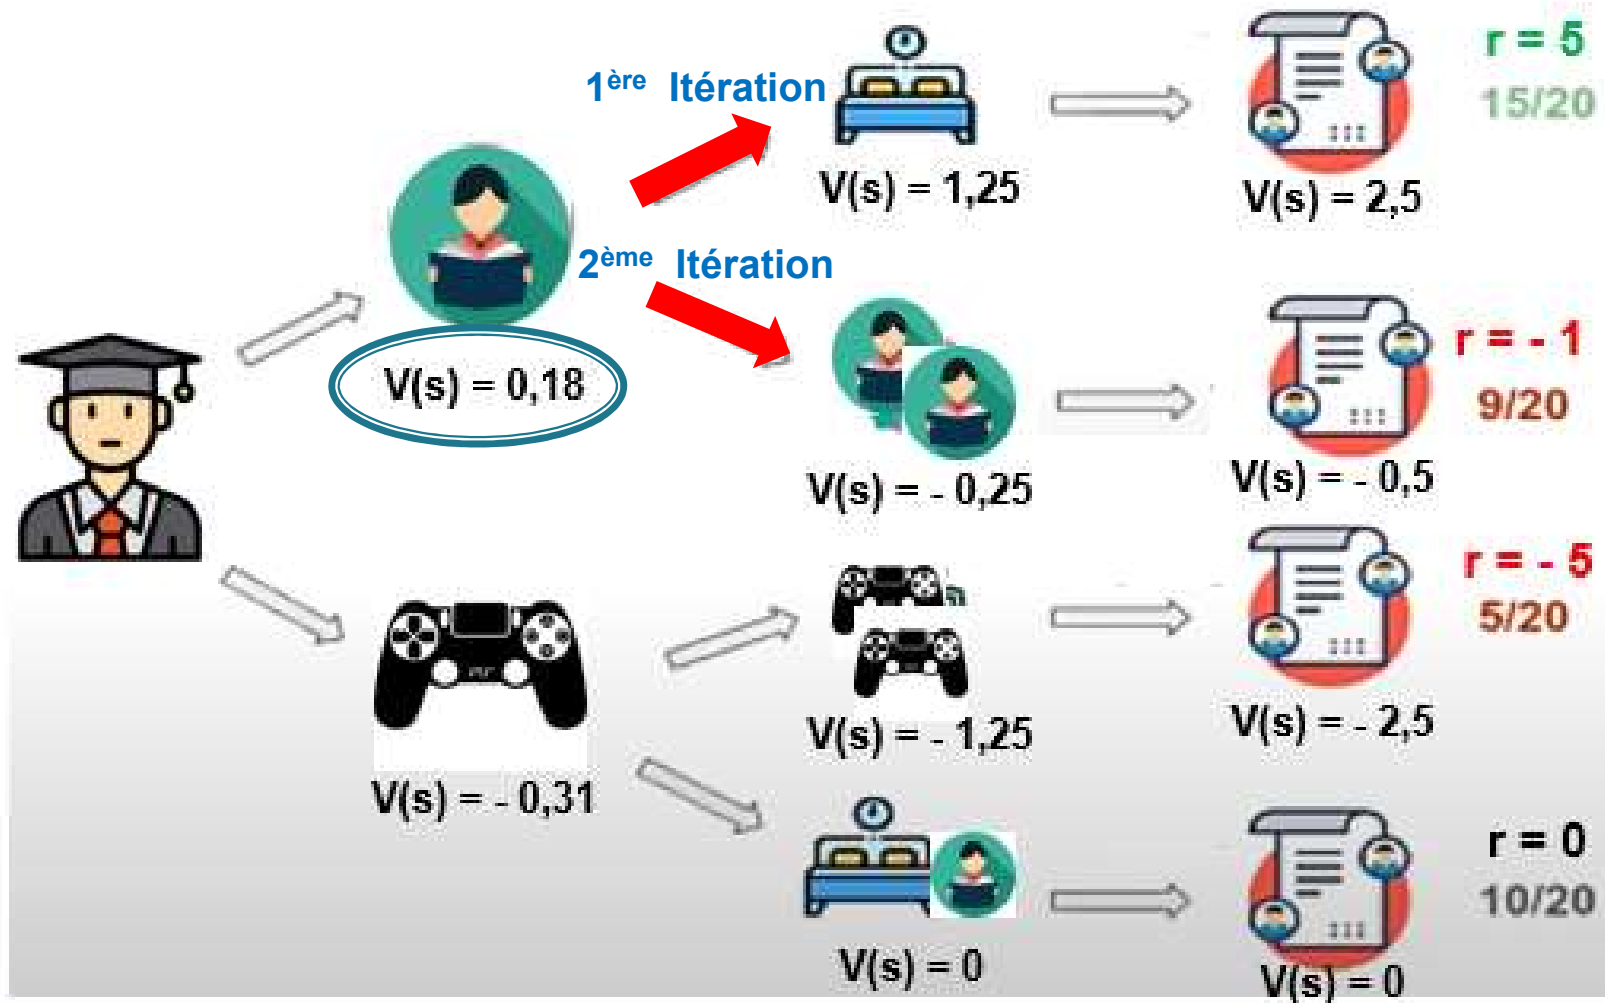 1ère Itération
r = 5
15/20
V(s) = 1,25
V(s) = 2,5
2ème Itération
V(s) = 0,18
r = - 1
9/20
V(s) = - 0,25
V(s) = - 0,5
r = - 5
5/20
V(s) = - 1,25
V(s) = - 2,5
V(s) = - 0,31
r = 0
10/20
V(s) = 0
V(s) = 0